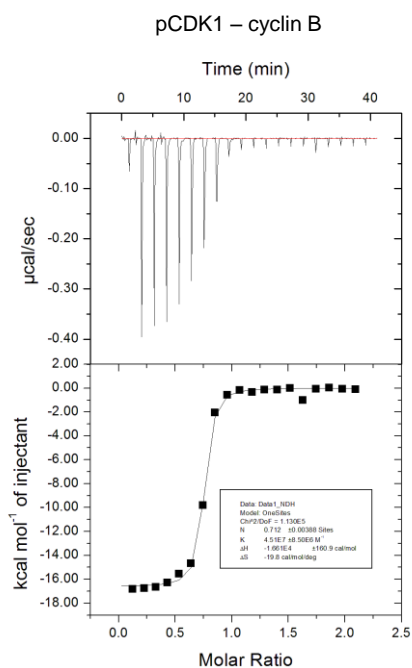 pCDK1 – cyclin B
Time (min)
0 10 20 30 40
0.00
-0.10
-0.20
-0.30
-0.40
µcal/sec
2.00
0.00
-2.00
-4.00
-6.00
-8.00
-10.00
-12.00
-14.00
-16.00
-18.00
kcal mol⁻¹ of injectant
Data: Data1_NDH
Model: OneSites
Chi^2/DoF = 1.130E5
N 0.712 ±0.00388 Sites
K 4.51E7 ±8.50E6 M⁻¹
ΔH -1.661E4 ±160.9 cal/mol
ΔS -19.8 cal/mol/deg
0.0 0.5 1.0 1.5 2.0 2.5
Molar Ratio